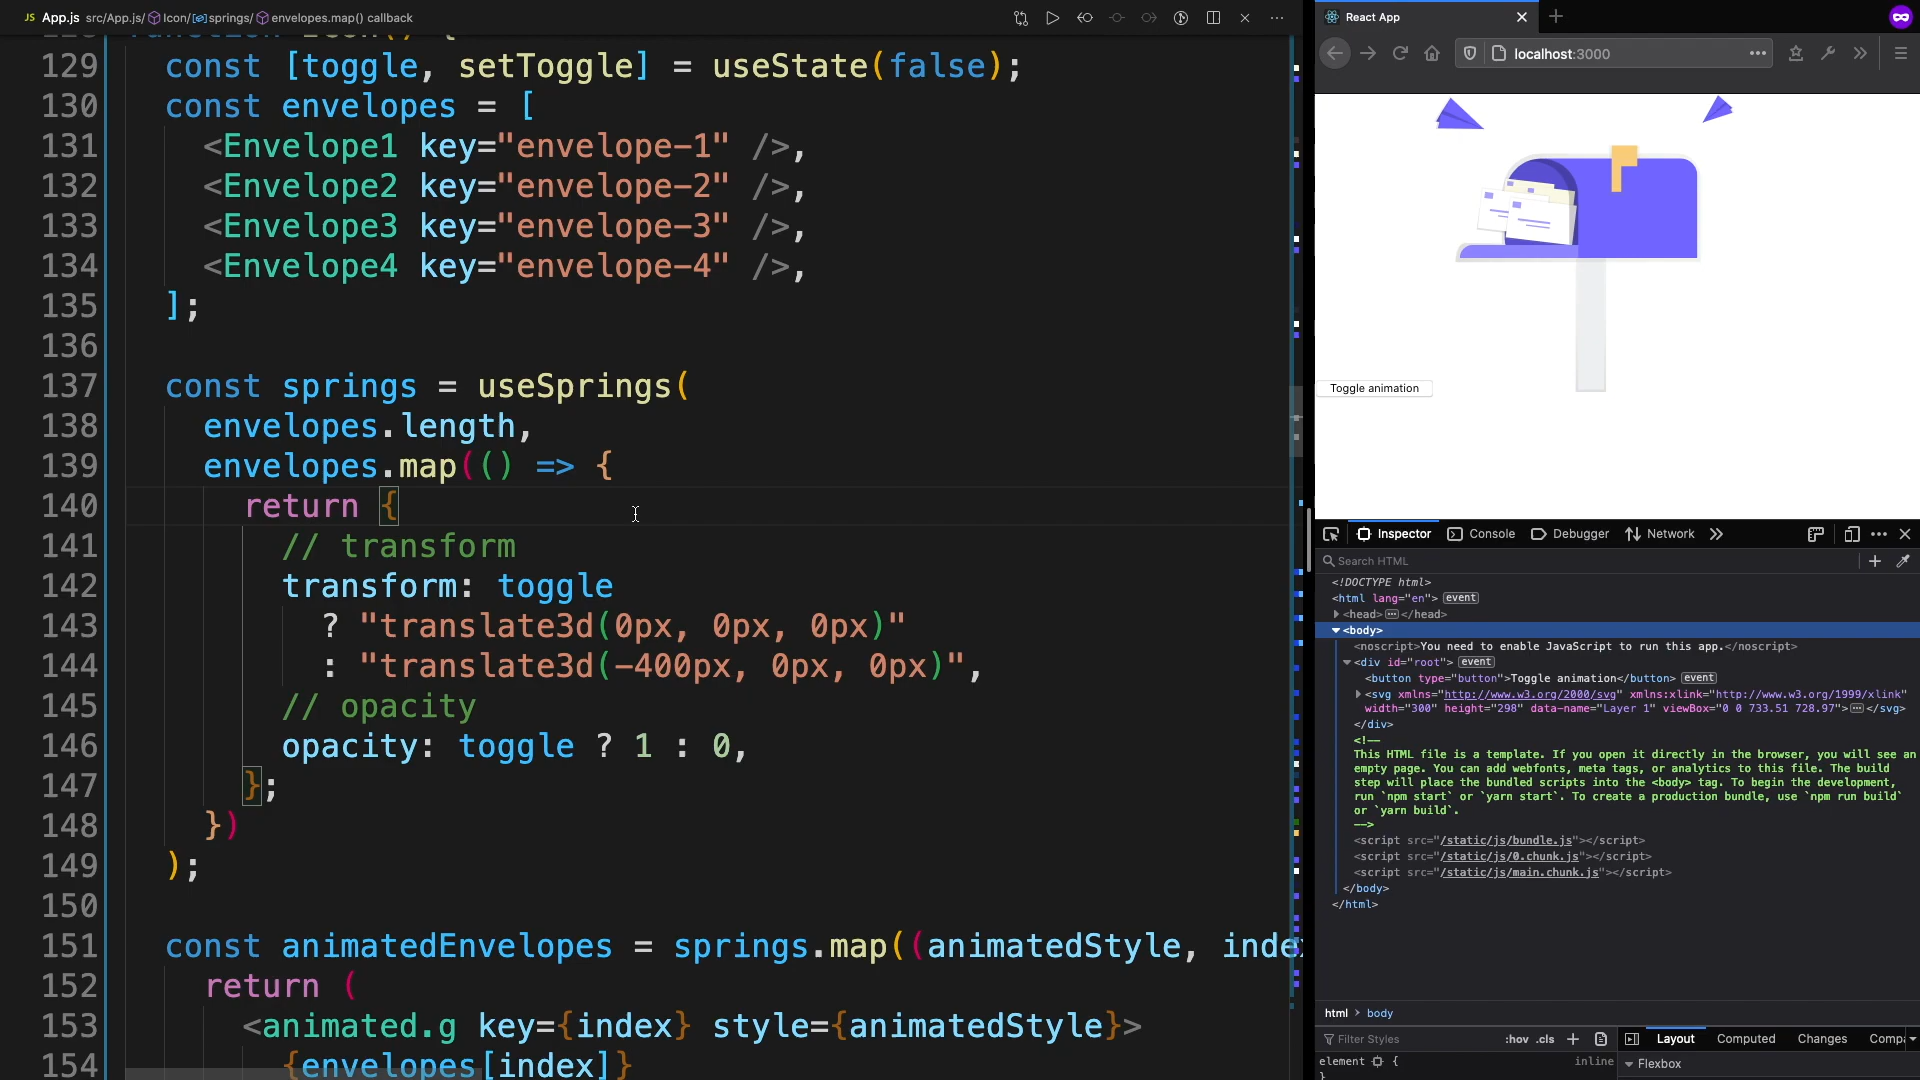 JS App.js src/App.js/ Icon/ springs/ envelopes.map() callback
129 const [toggle, setToggle] = useState(false);
130 const envelopes = [
131 <Envelope1 key="envelope-1" />,
132 <Envelope2 key="envelope-2" />,
133 <Envelope3 key="envelope-3" />,
134 <Envelope4 key="envelope-4" />,
135 ];
136
137 const springs = useSprings(
138 envelopes.length,
139 envelopes.map(() => {
140 return {
141 // transform
142 transform: toggle
143 ? "translate3d(0px, 0px, 0px)"
144 : "translate3d(-400px, 0px, 0px)",
145 // opacity
146 opacity: toggle ? 1 : 0,
147 };
148 })
149 );
150
151 const animatedEnvelopes = springs.map((animatedStyle, inde
152 return (
153 <animated.g key={index} style={animatedStyle}>
154 {envelopes[index]}
React App
localhost:3000
Toggle animation
Inspector Console Debugger Network
Search HTML
<!DOCTYPE html>
<html lang="en"> event
<head> </head>
<body>
<noscript>You need to enable JavaScript to run this app.</noscript>
<div id="root"> event
<button type="button">Toggle animation</button> event
<svg xmlns="http://www.w3.org/2000/svg" xmlns:xlink="http://www.w3.org/1999/xlink"
width="300" height="298" data-name="Layer 1" viewBox="0 0 733.51 728.97"> </svg>
</div>
<!--
This HTML file is a template. If you open it directly in the browser, you will see an
empty page. You can add webfonts, meta tags, or analytics to this file. The build
step will place the bundled scripts into the <body> tag. To begin the development,
run `npm start` or `yarn start`. To create a production bundle, use `npm run build`
or `yarn build`.
-->
<script src="/static/js/bundle.js"></script>
<script src="/static/js/0.chunk.js"></script>
<script src="/static/js/main.chunk.js"></script>
</body>
</html>
html > body
Filter Styles :hov .cls + Layout Computed Changes Compa
element { inline
}
Flexbox